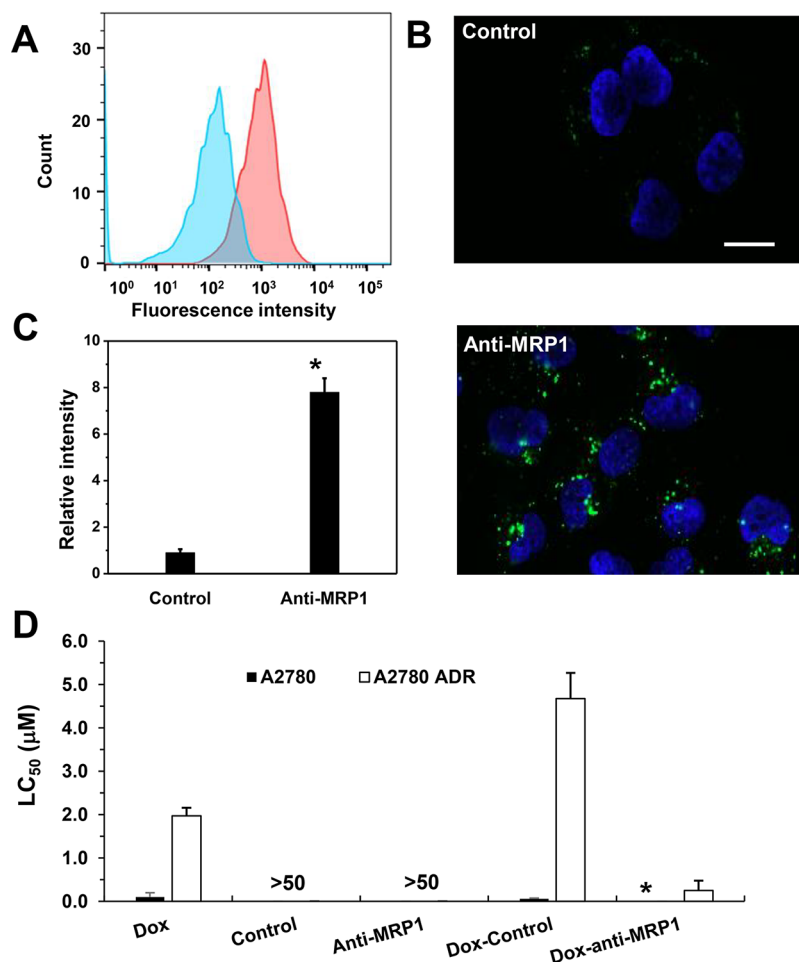 A
30
20
10
0
Count
10⁰ 10¹ 10² 10³ 10⁴ 10⁵
Fluorescence intensity
B
Control
Anti-MRP1
C
10
8
6
4
2
0
Relative intensity
*
Control Anti-MRP1
D
6.0
5.0
4.0
3.0
2.0
1.0
0.0
LC₅₀ (μM)
A2780 A2780 ADR
>50 >50 *
Dox Control Anti-MRP1 Dox-Control Dox-anti-MRP1